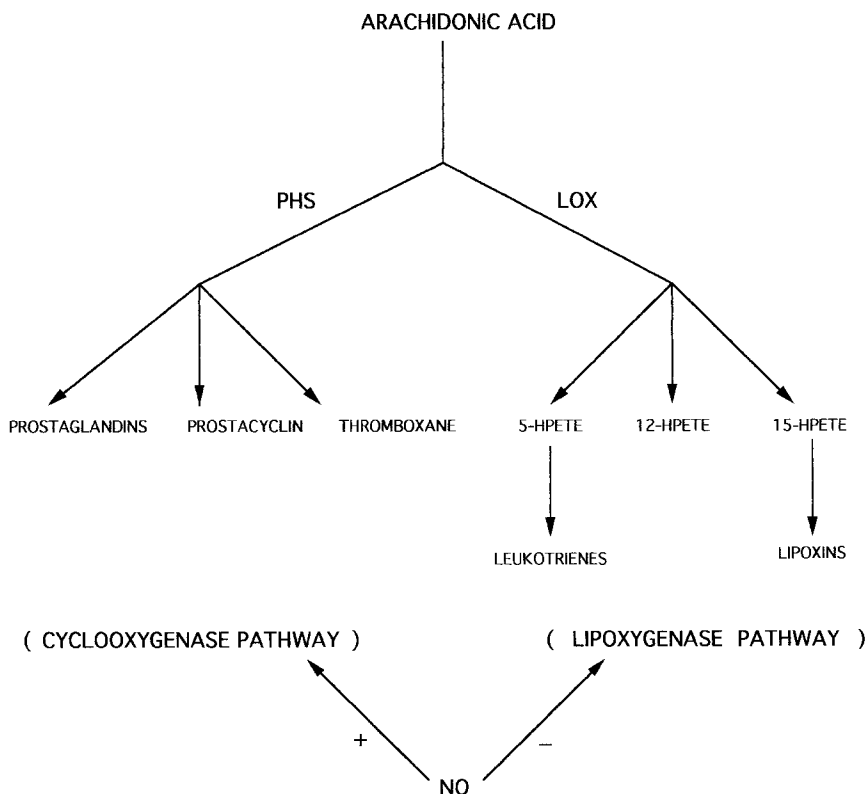 ARACHIDONIC ACID
PHS LOX
PROSTAGLANDINS PROSTACYCLIN THROMBOXANE 5-HPETE 12-HPETE 15-HPETE
LEUKOTRIENES LIPOXINS
( CYCLOOXYGENASE PATHWAY ) ( LIPOXYGENASE PATHWAY )
+ −
NO